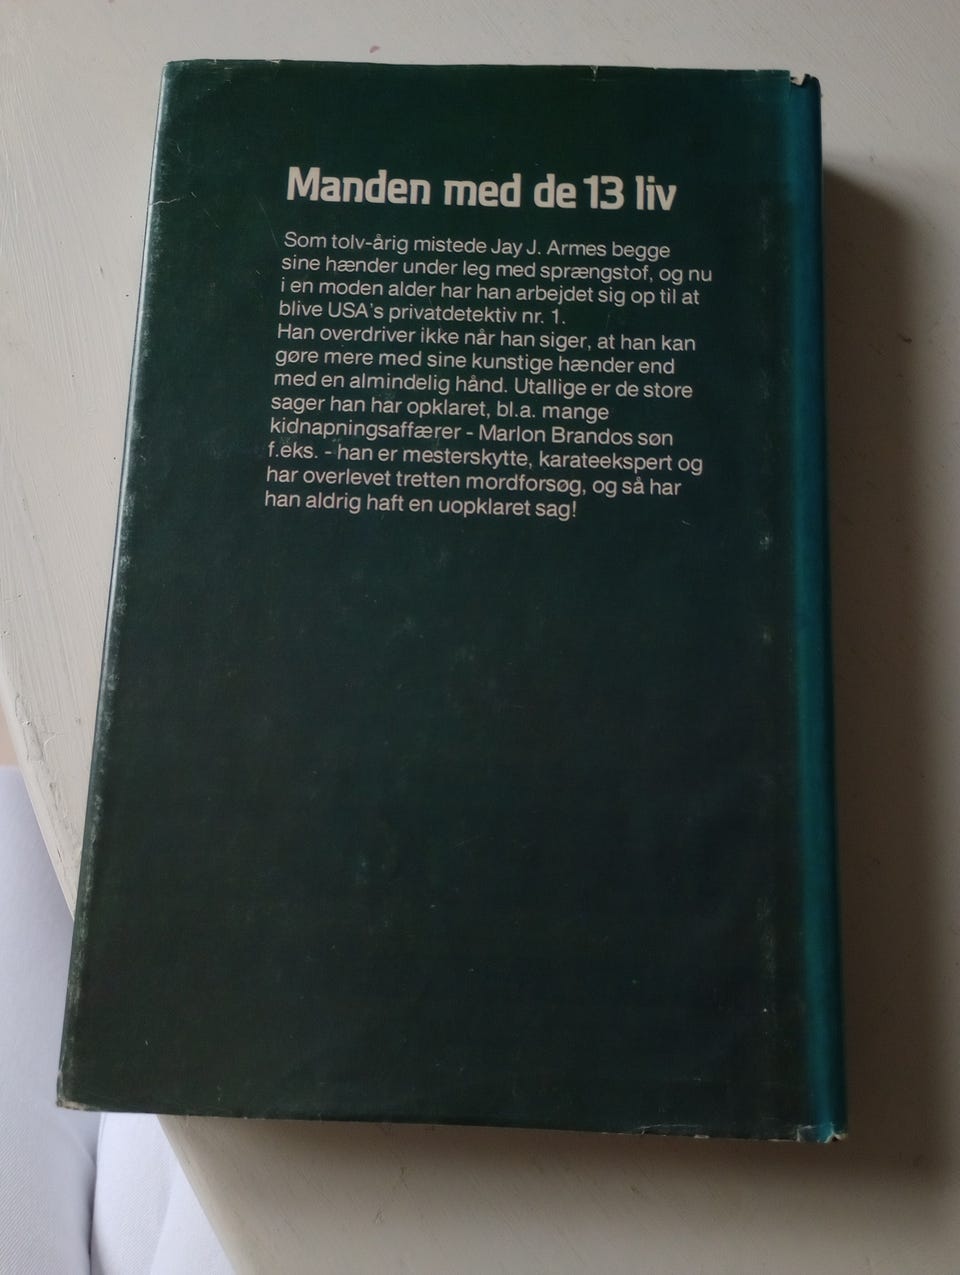 Manden med de 13 liv
Som tolv-årig mistede Jay J. Armes begge
sine hænder under leg med sprængstof, og nu
i en moden alder har han arbejdet sig op til at
blive USA's privatdetektiv nr. 1.
Han overdriver ikke når han siger, at han kan
gøre mere med sine kunstige hænder end
med en almindelig hånd. Utallige er de store
sager han har opklaret, bl.a. mange
kidnapningsaffærer - Marlon Brandos søn
f.eks. - han er mesterskytte, karateekspert og
har overlevet tretten mordforsøg, og så har
han aldrig haft en uopklaret sag!